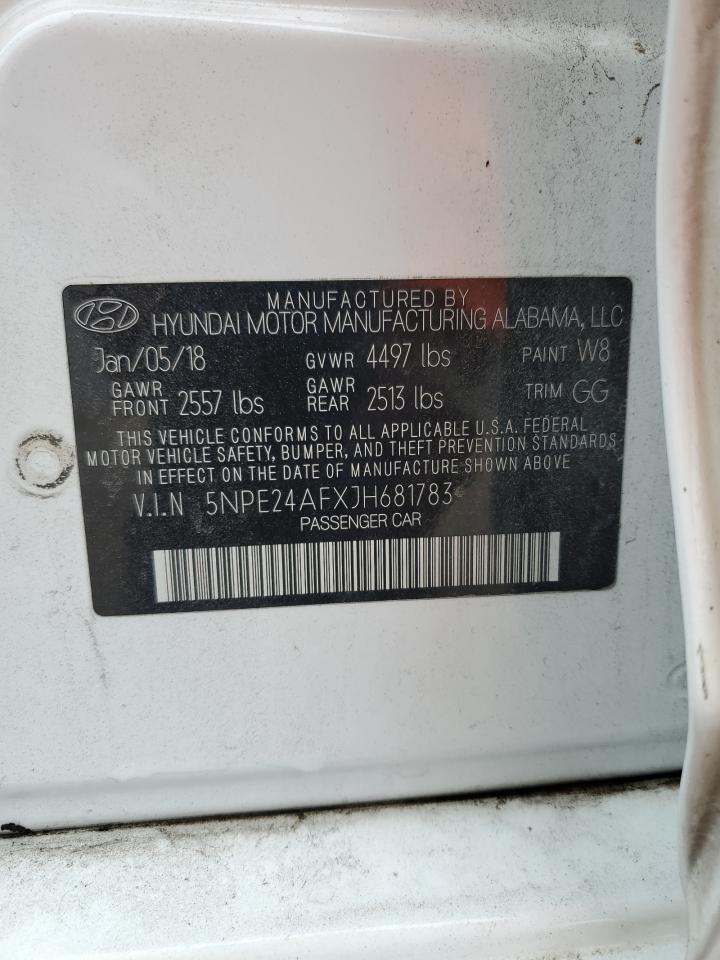 MANUFACTURED BY
HYUNDAI MOTOR MANUFACTURING ALABAMA, LLC
Jan/05/18 GVWR 4497 lbs PAINT W8
GAWR FRONT 2557 lbs GAWR REAR 2513 lbs TRIM GG
THIS VEHICLE CONFORMS TO ALL APPLICABLE U.S.A. FEDERAL
MOTOR VEHICLE SAFETY, BUMPER, AND THEFT PREVENTION STANDARDS
IN EFFECT ON THE DATE OF MANUFACTURE SHOWN ABOVE
V.I.N 5NPE24AFXJH681783
PASSENGER CAR